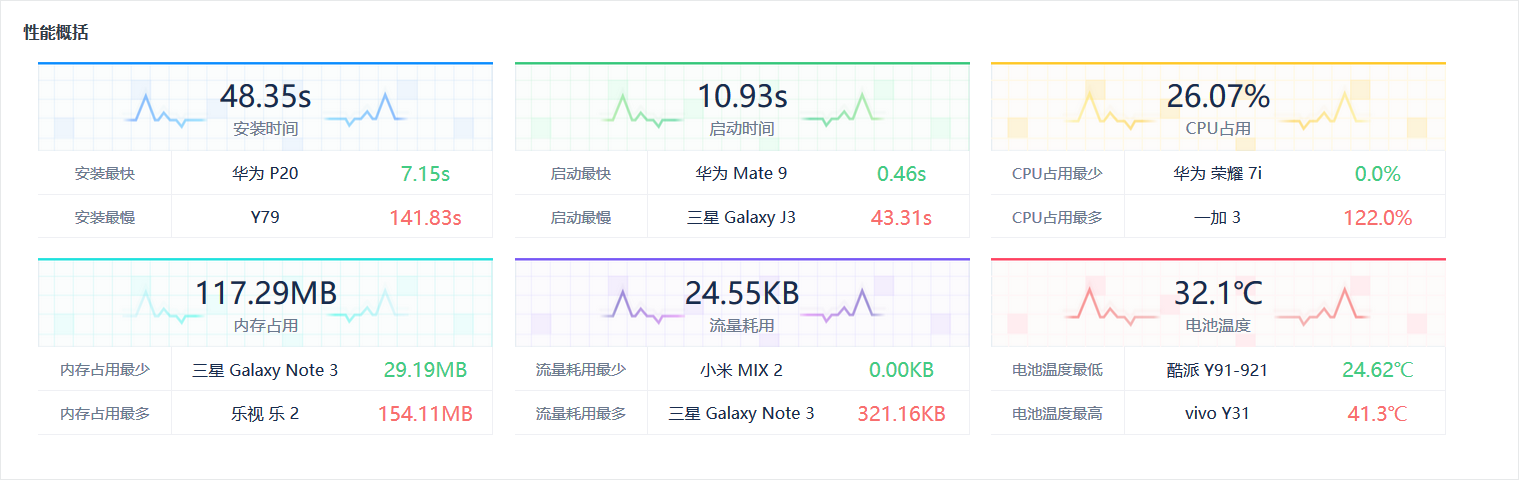 性能概括
48.35s
安装时间
安装最快 华为 P20 7.15s
安装最慢 Y79 141.83s
10.93s
启动时间
启动最快 华为 Mate 9 0.46s
启动最慢 三星 Galaxy J3 43.31s
26.07%
CPU占用
CPU占用最少 华为 荣耀 7i 0.0%
CPU占用最多 一加 3 122.0%
117.29MB
内存占用
内存占用最少 三星 Galaxy Note 3 29.19MB
内存占用最多 乐视 乐 2 154.11MB
24.55KB
流量耗用
流量耗用最少 小米 MIX 2 0.00KB
流量耗用最多 三星 Galaxy Note 3 321.16KB
32.1℃
电池温度
电池温度最低 酷派 Y91-921 24.62℃
电池温度最高 vivo Y31 41.3℃